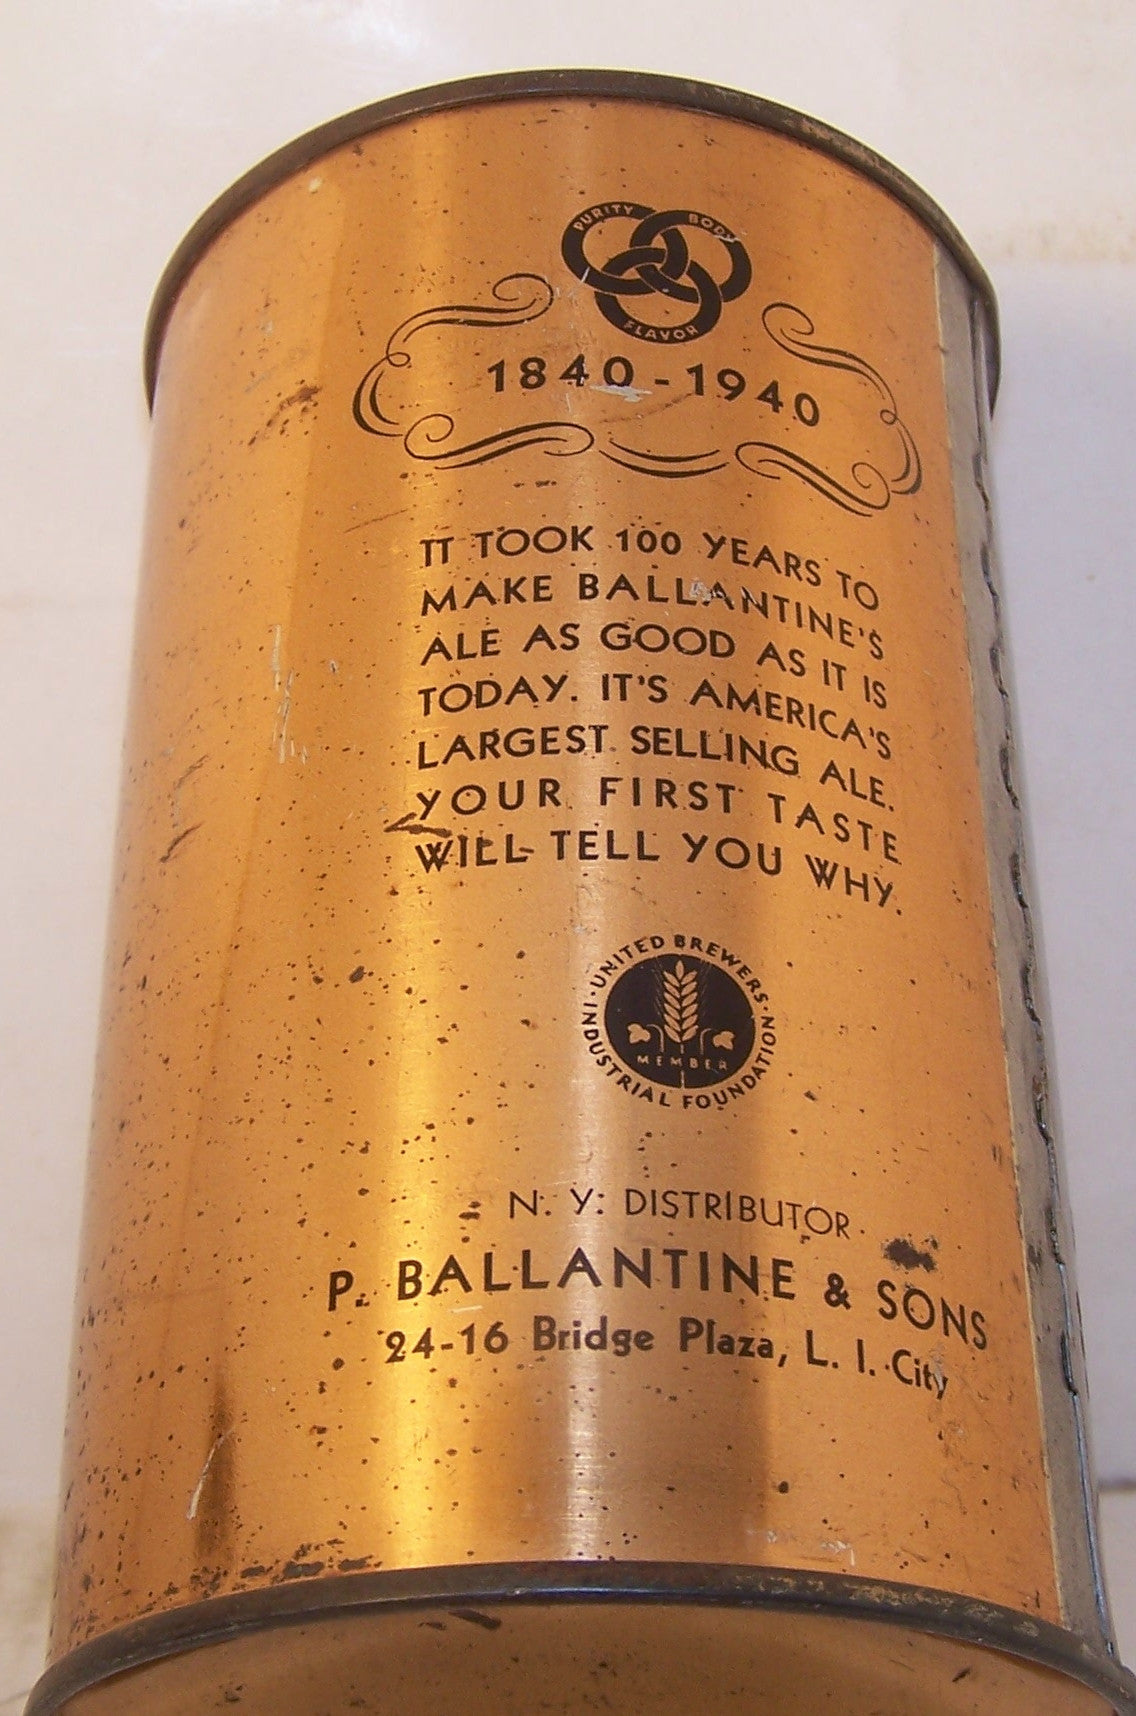 PURITY BODY
FLAVOR
1840-1940
IT TOOK 100 YEARS TO
MAKE BALLANTINE'S
ALE AS GOOD AS IT IS
TODAY. IT'S AMERICA'S
LARGEST SELLING ALE.
YOUR FIRST TASTE
WILL TELL YOU WHY.
UNITED BREWERS
INDUSTRIAL FOUNDATION
MEMBER
N. Y. DISTRIBUTOR
P. BALLANTINE & SONS
24-16 Bridge Plaza, L. I. City